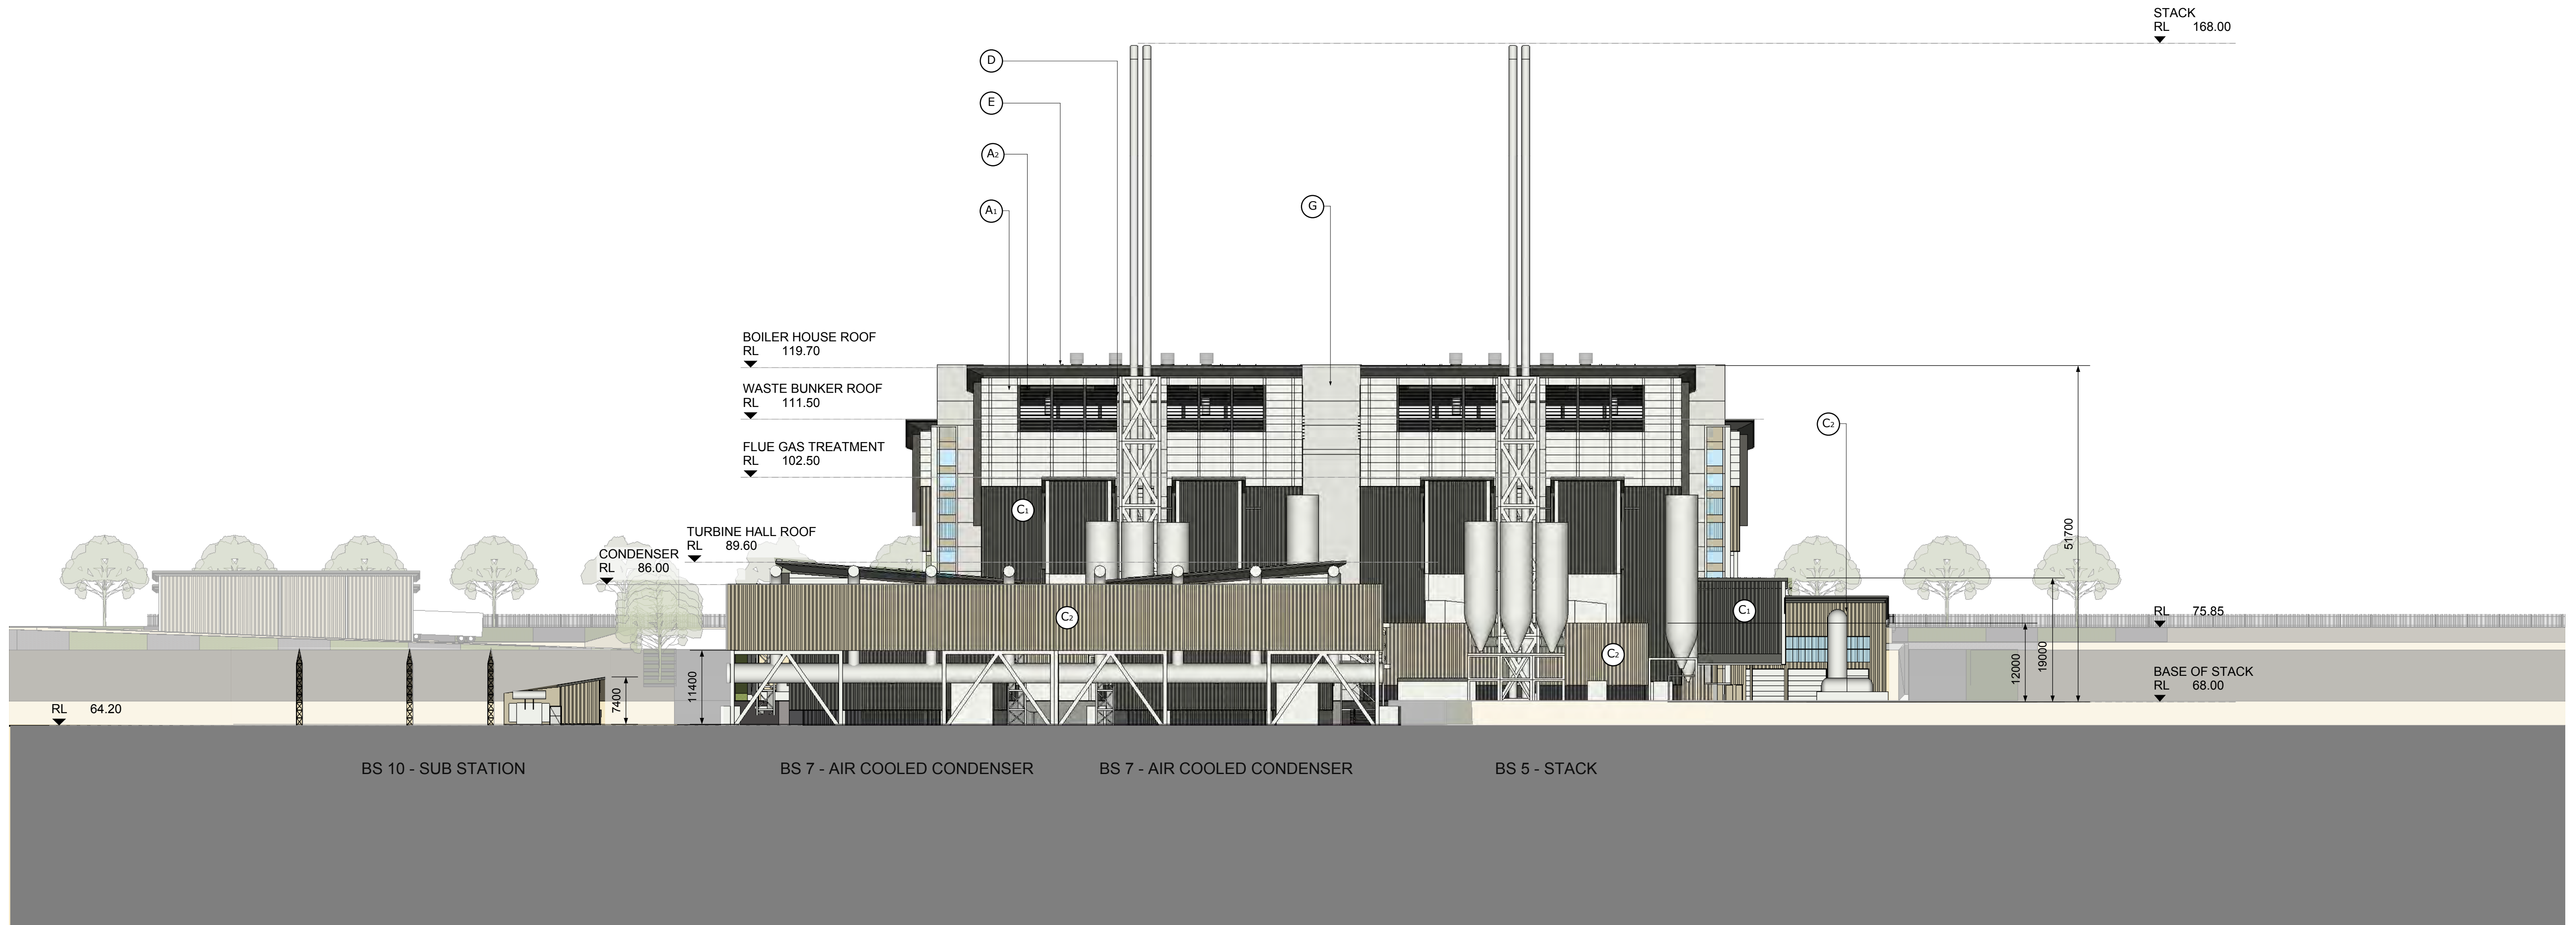 STACK
RL 168.00
D
E
A2
A1
G
BOILER HOUSE ROOF
RL 119.70
WASTE BUNKER ROOF
RL 111.50
C2
FLUE GAS TREATMENT
RL 102.50
C1
TURBINE HALL ROOF
RL 89.60
CONDENSER
RL 86.00
51700
C2
C1
RL 75.85
C2
12000
19000
BASE OF STACK
RL 68.00
11400
7400
RL 64.20
BS 10 - SUB STATION
BS 7 - AIR COOLED CONDENSER
BS 7 - AIR COOLED CONDENSER
BS 5 - STACK